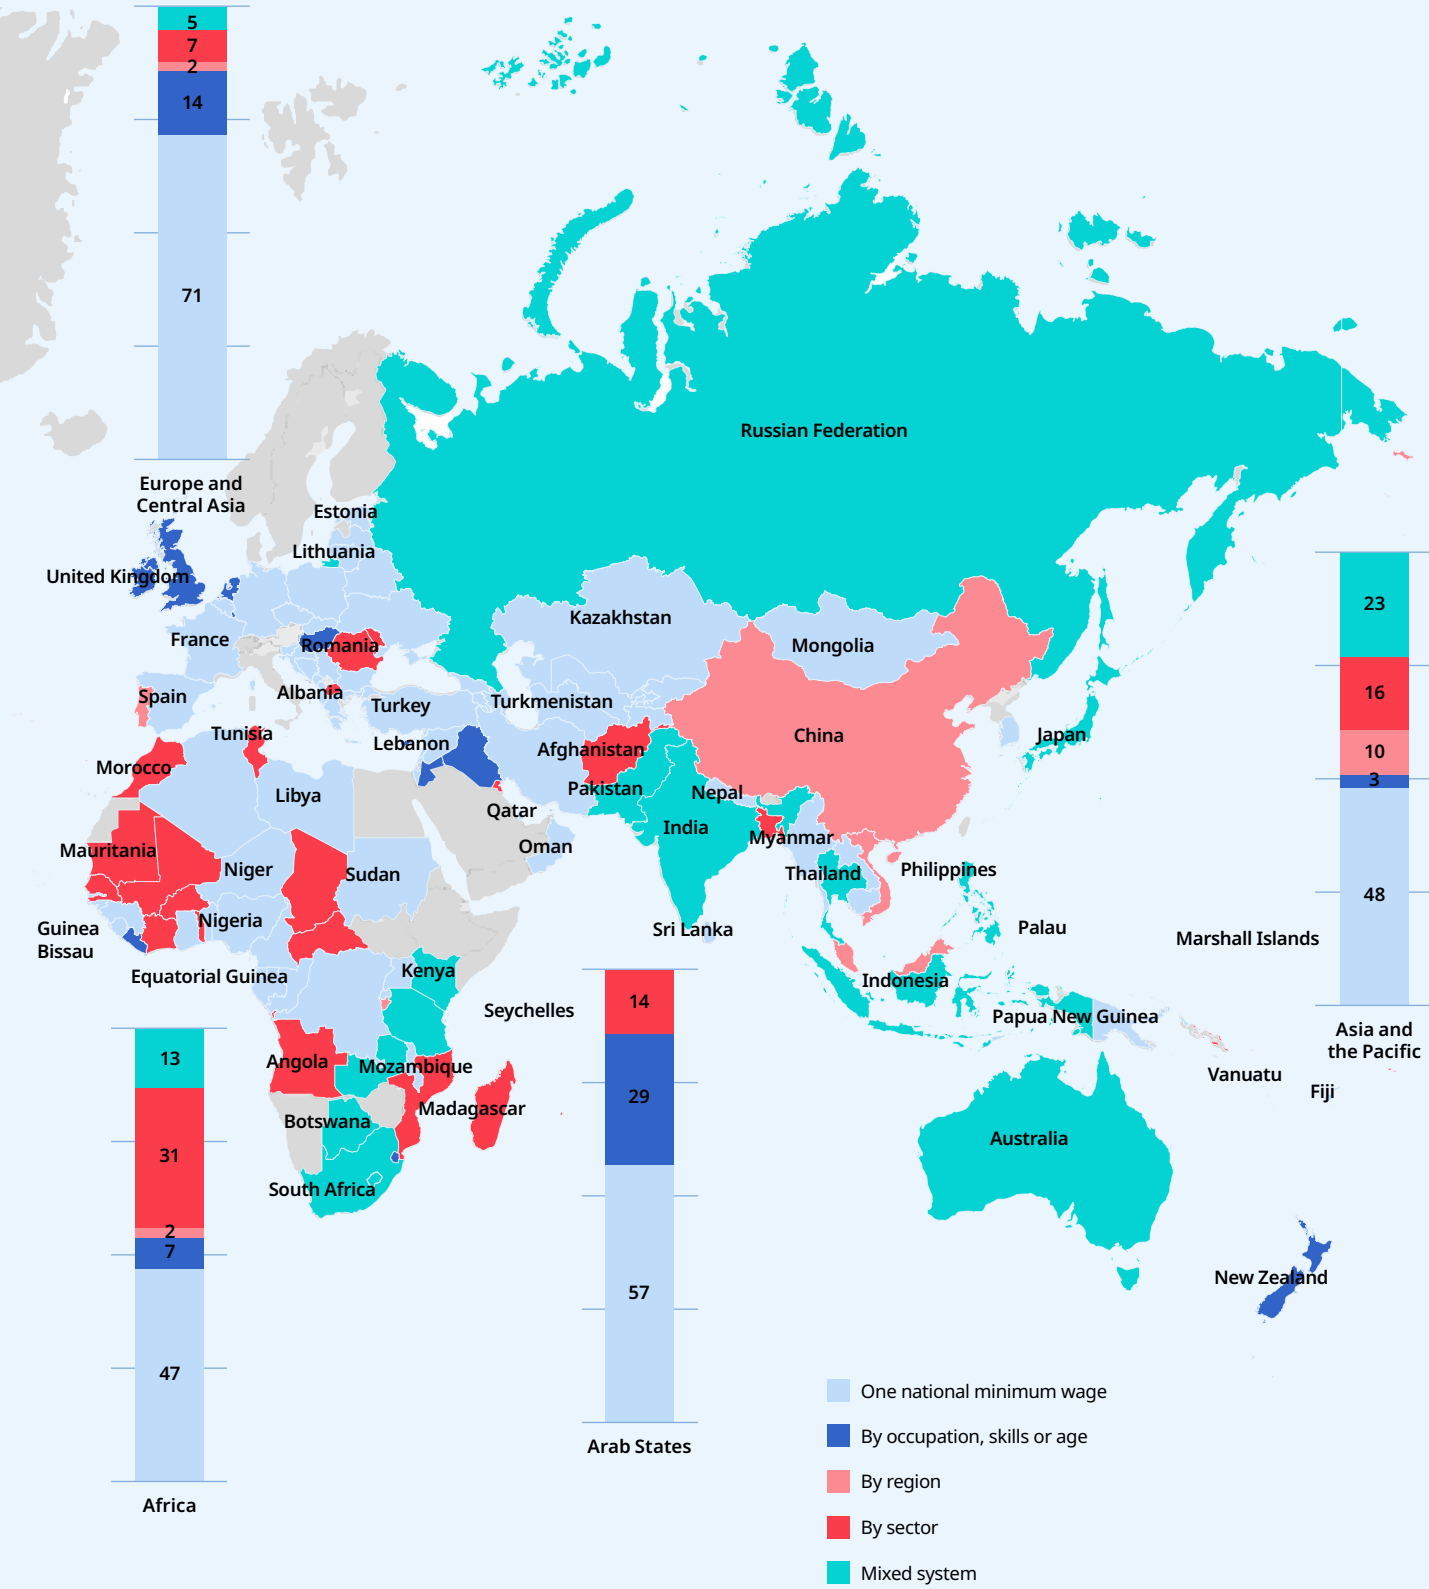 5
7
2
14
71
Europe and
Central Asia
Russian Federation
Estonia
Lithuania
United Kingdom
Kazakhstan
France
Romania
Mongolia
Spain
Albania
Turkey
Turkmenistan
Tunisia
Lebanon
Afghanistan
China
Japan
Morocco
Libya
Qatar
Pakistan
Nepal
India
Mauritania
Oman
Myanmar
Niger
Sudan
Thailand
Philippines
Guinea
Bissau
Nigeria
Sri Lanka
Palau
Marshall Islands
Equatorial Guinea
Kenya
Indonesia
Seychelles
Papua New Guinea
Angola
Mozambique
Vanuatu
Fiji
Madagascar
Botswana
Australia
South Africa
New Zealand
23
16
10
3
48
Asia and
the Pacific
13
31
2
7
47
Africa
14
29
57
Arab States
One national minimum wage
By occupation, skills or age
By region
By sector
Mixed system